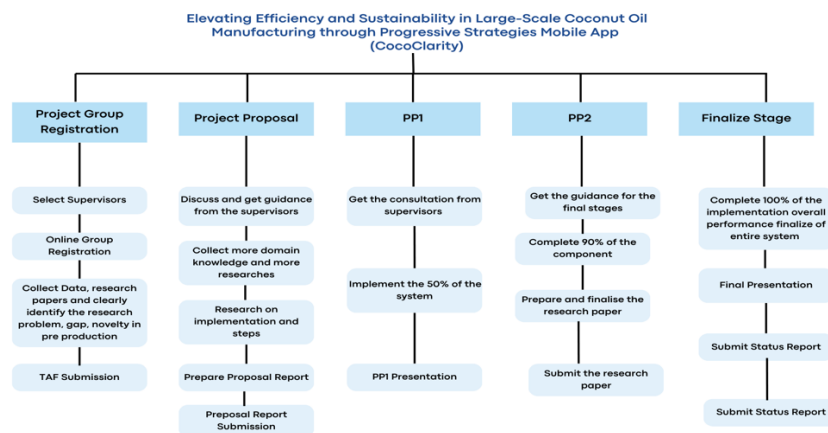 Elevating Efficiency and Sustainability in Large-Scale Coconut Oil
Manufacturing through Progressive Strategies Mobile App
(CocoClarity)
Project Group
Registration
Select Supervisors
Online Group
Registration
Collect Data, research
papers and clearly
identify the research
problem, gap, novelty in
pre production
TAF Submission
Project Proposal
Discuss and get guidance
from the supervisors
Collect more domain
knowledge and more
researches
Research on
implementation and
steps
Prepare Proposal Report
Preposal Report
Submission
PP1
Get the consultation from
supervisors
Implement the 50% of the
system
PP1 Presentation
PP2
Get the guidance for the
final stages
Complete 90% of the
component
Prepare and finalise the
research paper
Submit the research
paper
Finalize Stage
Complete 100% of the
implementation overall
performance finalize of
entire system
Final Presentation
Submit Status Report
Submit Status Report